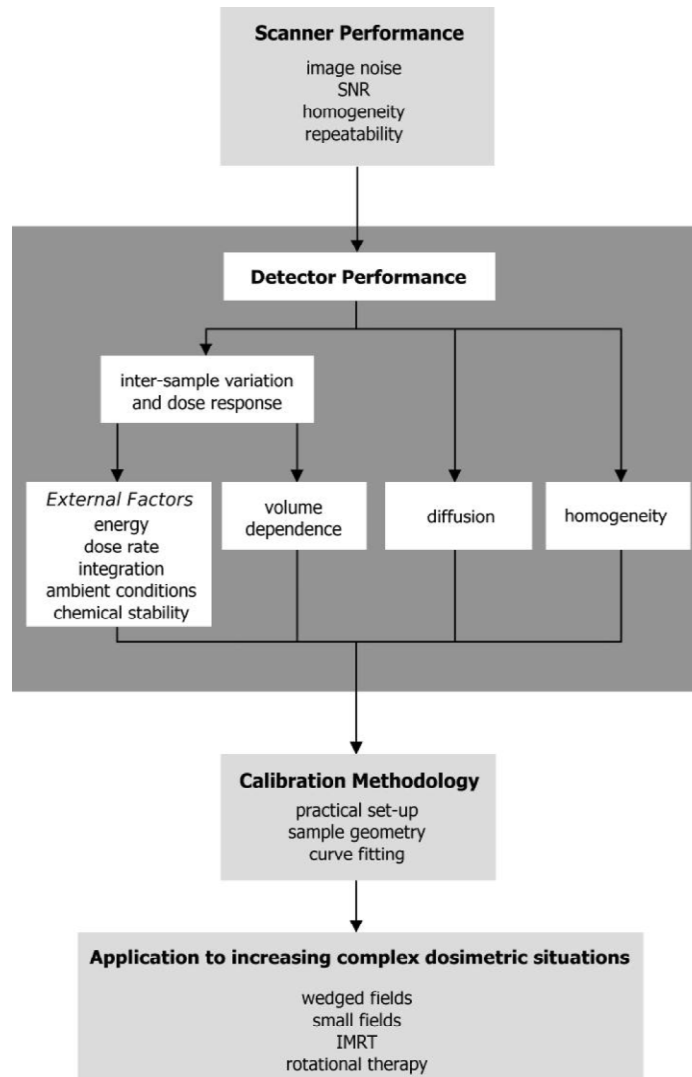 Scanner Performance
image noise
SNR
homogeneity
repeatability
Detector Performance
inter-sample variation
and dose response
External Factors
energy
dose rate
integration
ambient conditions
chemical stability
volume
dependence
diffusion
homogeneity
Calibration Methodology
practical set-up
sample geometry
curve fitting
Application to increasing complex dosimetric situations
wedged fields
small fields
IMRT
rotational therapy